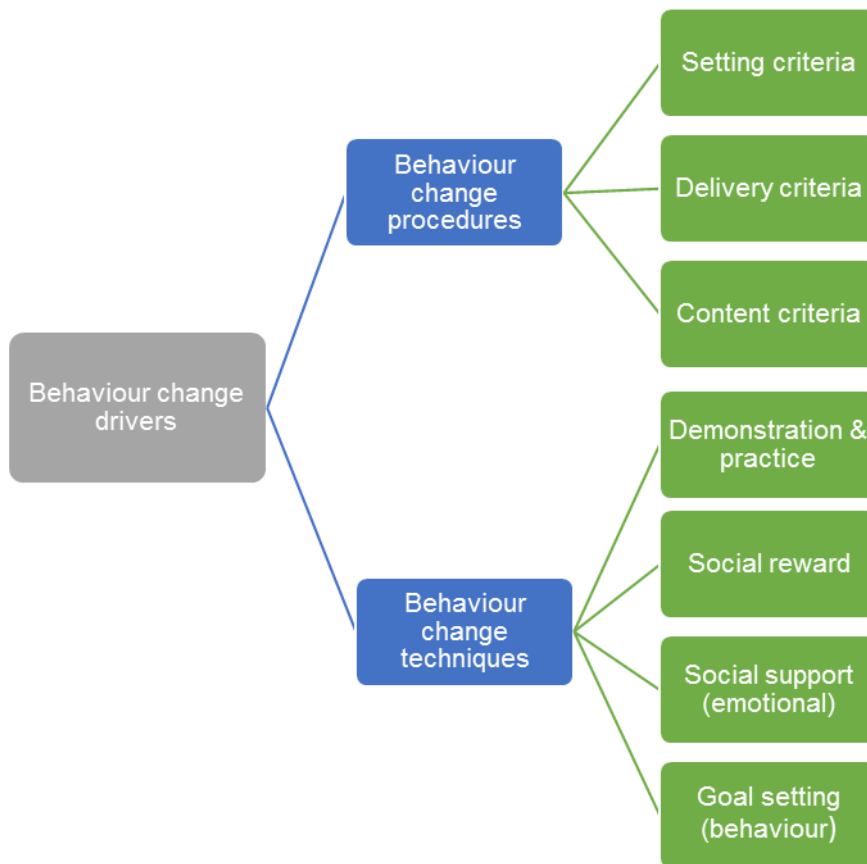 Behaviour change
drivers
Behaviour
change
procedures
Setting criteria
Delivery criteria
Content criteria
Behaviour
change
techniques
Demonstration &
practice
Social reward
Social support
(emotional)
Goal setting
(behaviour)